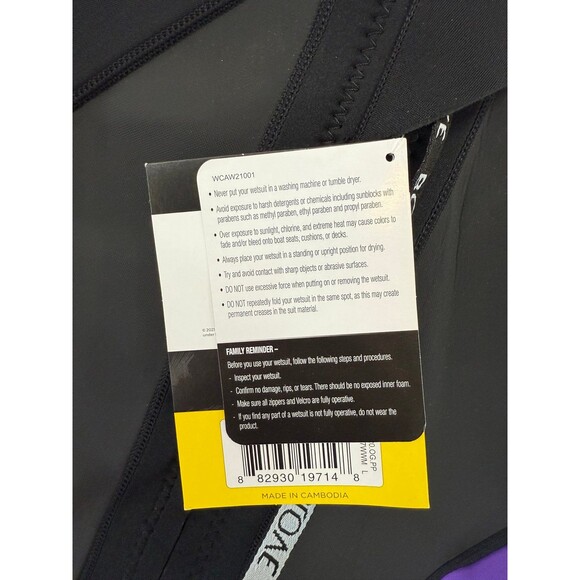 WCAW21001
• Never put your wetsuit in a washing machine or tumble dryer.
• Avoid exposure to harsh detergents or chemicals including sunblocks with
parabens such as methyl paraben, ethyl paraben and propyl paraben.
• Over exposure to sunlight, chlorine, and extreme heat may cause colors to
fade and/or bleed onto boat seats, cushions, or decks.
• Always place your wetsuit in a standing or upright position for drying.
• Try and avoid contact with sharp objects or abrasive surfaces.
• DO NOT use excessive force when putting on or removing the wetsuit.
• DO NOT repeatedly fold your wetsuit in the same spot, as this may create
permanent creases in the suit material.
FAMILY REMINDER –
Before you use your wetsuit, follow the following steps and procedures.
- Inspect your wetsuit.
- Confirm no damage, rips, or tears. There should be no exposed inner foam.
- Make sure all zippers and Velcro are fully operative.
- If you find any part of a wetsuit is not fully operative, do not wear the
product.
© 202
under
0.OG.PP
WWM L
8 82930 19714 8
MADE IN CAMBODIA